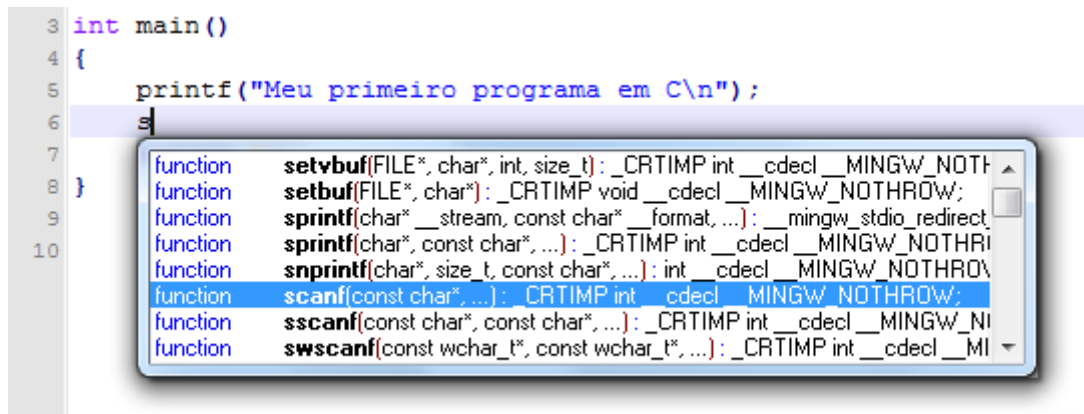 3 int main()
4 {
5 printf("Meu primeiro programa em C\n");
6 s
7
function setvbuf(FILE*, char*, int, size_t) : _CRTIMP int __cdecl __MINGW_NOTH
8 }
function setbuf(FILE*, char*) : _CRTIMP void __cdecl __MINGW_NOTHROW;
9
function sprintf(char* __stream, const char* __format, ...) : __mingw_stdio_redirect_
10
function sprintf(char*, const char*, ...) : _CRTIMP int __cdecl __MINGW_NOTHR
function snprintf(char*, size_t, const char*, ...) : int __cdecl __MINGW_NOTHRO
function scanf(const char*, ...) : _CRTIMP int __cdecl __MINGW_NOTHROW;
function sscanf(const char*, const char*, ...) : _CRTIMP int __cdecl __MINGW_N
function swscanf(const wchar_t*, const wchar_t*, ...) : _CRTIMP int __cdecl __MI